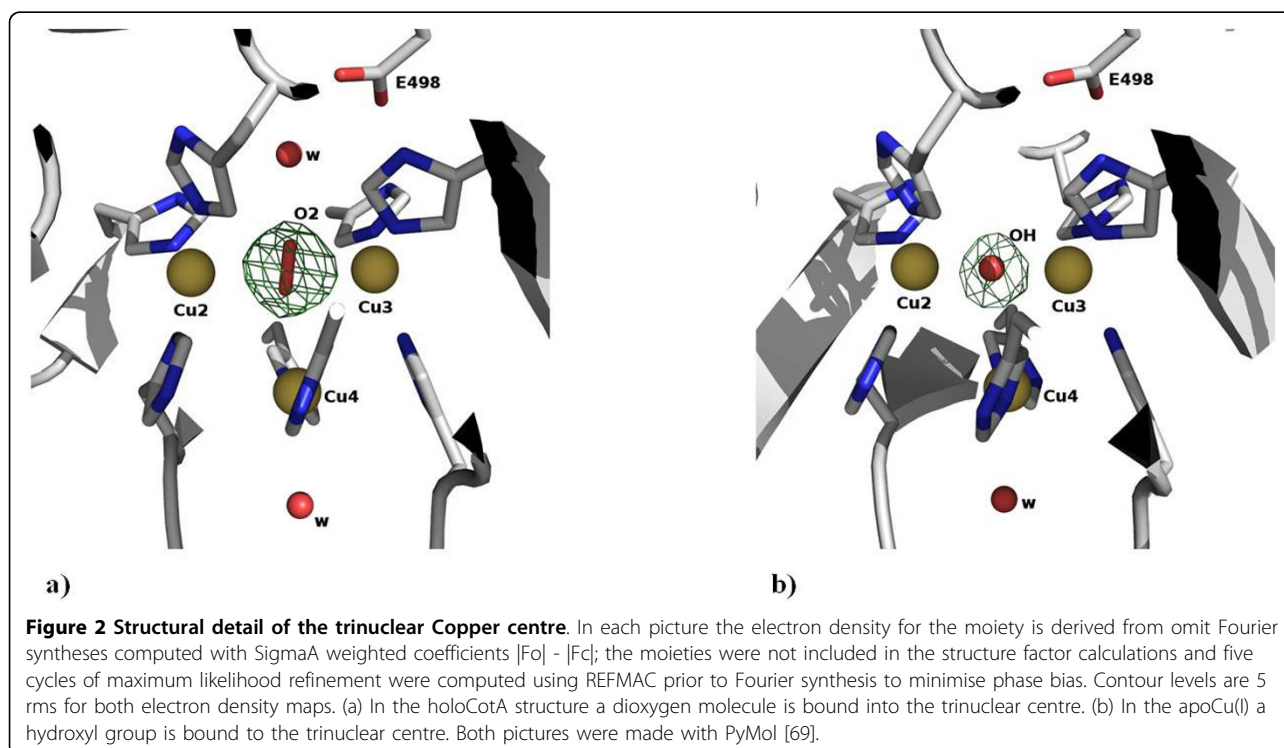 E498
w
O2
Cu2
Cu3
Cu4
w
a)
E498
OH
Cu2
Cu3
Cu4
w
b)
Figure 2 Structural detail of the trinuclear Copper centre. In each picture the electron density for the moiety is derived from omit Fourier
syntheses computed with SigmaA weighted coefficients |Fo| - |Fc|; the moieties were not included in the structure factor calculations and five
cycles of maximum likelihood refinement were computed using REFMAC prior to Fourier synthesis to minimise phase bias. Contour levels are 5
rms for both electron density maps. (a) In the holoCotA structure a dioxygen molecule is bound into the trinuclear centre. (b) In the apoCu(I) a
hydroxyl group is bound to the trinuclear centre. Both pictures were made with PyMol [69].